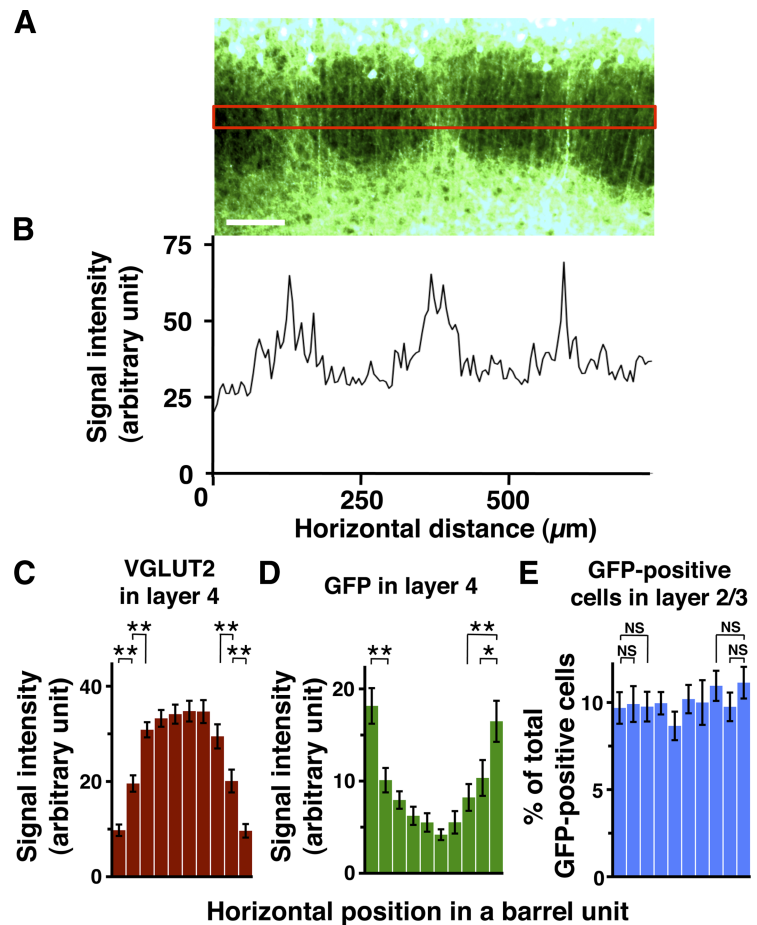 A
B
75
50
25
0
Signal intensity
(arbitrary unit)
0
250
500
Horizontal distance (µm)
C
VGLUT2
in layer 4
**
**
**
**
40
20
0
Signal intensity
(arbitrary unit)
D
GFP in layer 4
**
**
*
20
10
0
Signal intensity
(arbitrary unit)
E
GFP-positive
cells in layer 2/3
NS
NS
NS
NS
10
5
0
% of total
GFP-positive cells
Horizontal position in a barrel unit